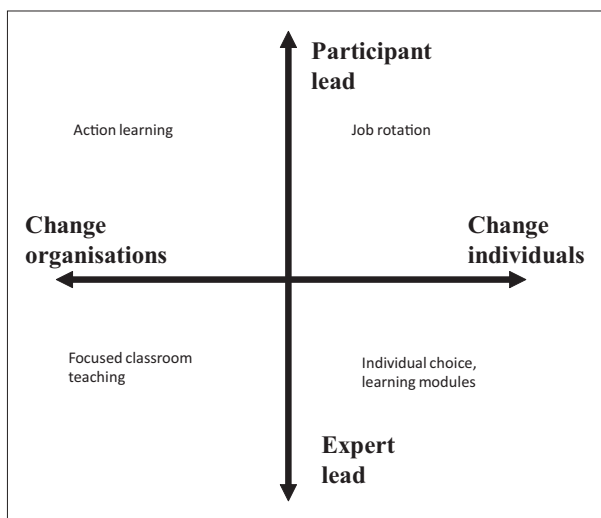 Participant
lead
Action learning
Job rotation
Change
organisations
Change
individuals
Focused classroom
teaching
Individual choice,
learning modules
Expert
lead